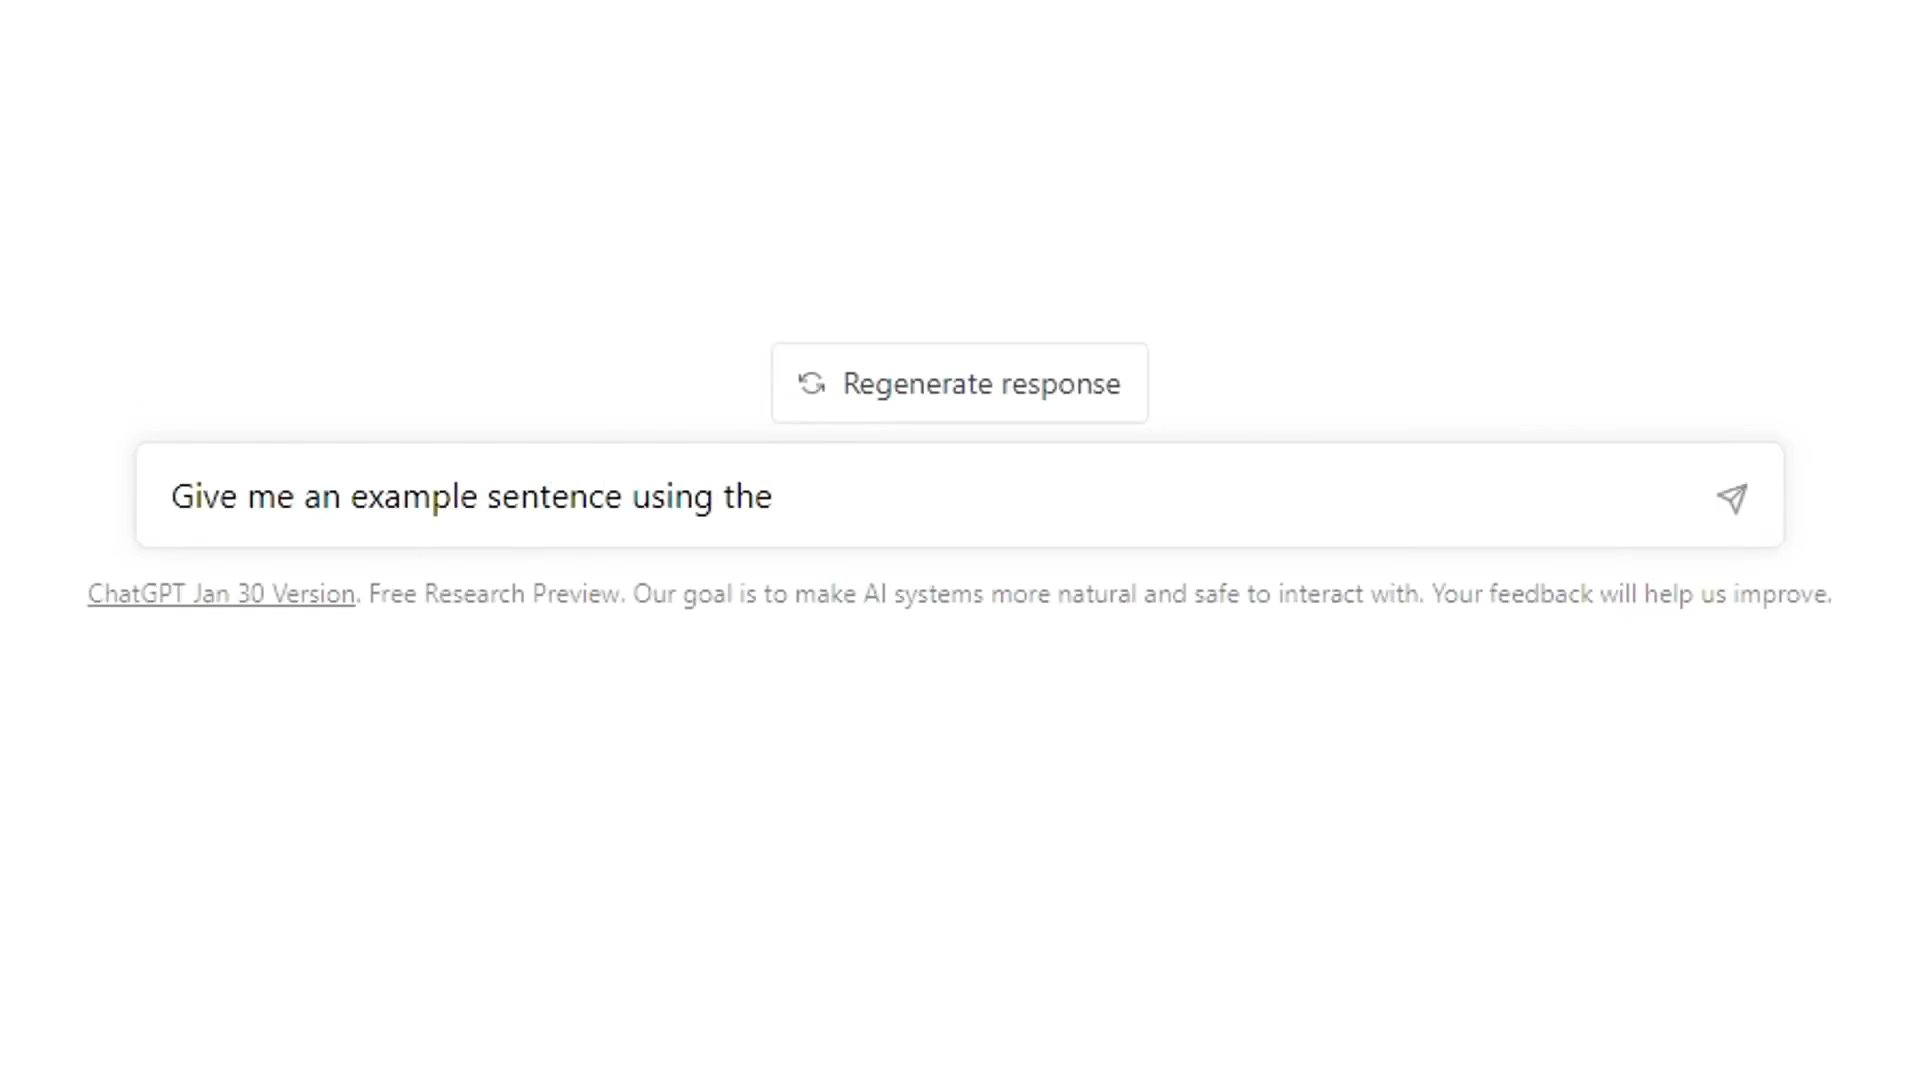 Regenerate response
Give me an example sentence using the
ChatGPT Jan 30 Version. Free Research Preview. Our goal is to make AI systems more natural and safe to interact with. Your feedback will help us improve.